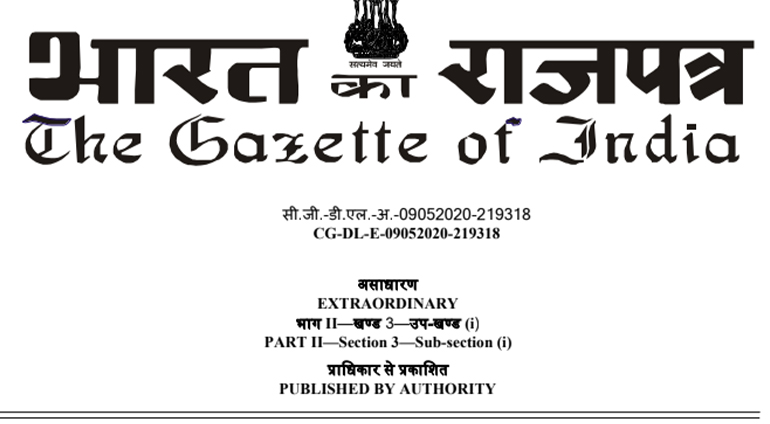 सत्यमेव जयते
भारत का राजपत्र
The Gazette of India
सी.जी.-डी.एल.-अ.-09052020-219318
CG-DL-E-09052020-219318
असाधारण
EXTRAORDINARY
भाग II—खण्ड 3—उप-खण्ड (i)
PART II—Section 3—Sub-section (i)
प्राधिकार से प्रकाशित
PUBLISHED BY AUTHORITY